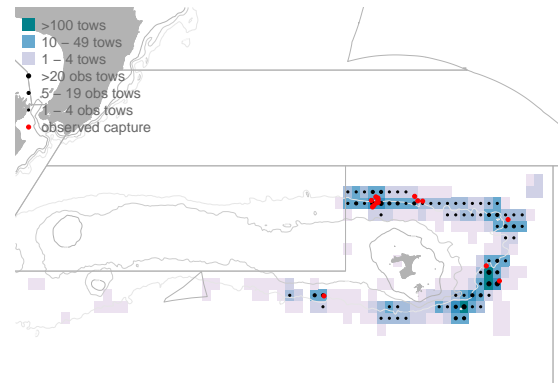 >100 tows
10 – 49 tows
1 – 4 tows
>20 obs tows
5 – 19 obs tows
1 – 4 obs tows
observed capture